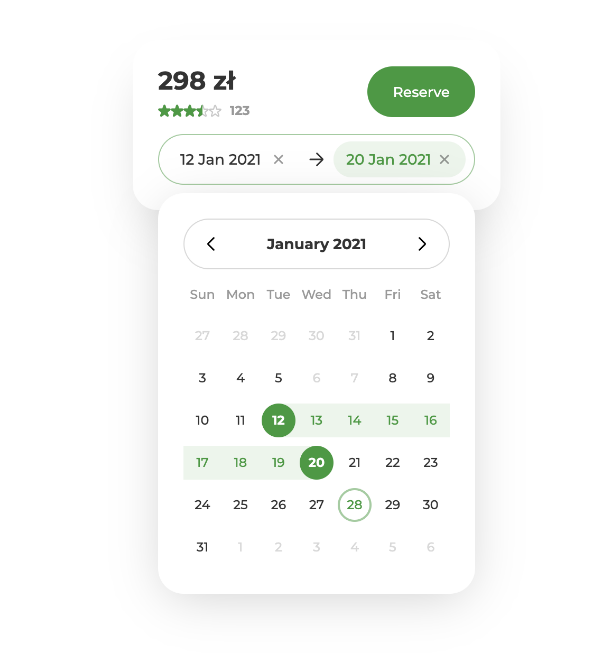 298 zł
Reserve
123
12 Jan 2021 × → 20 Jan 2021 ×
< January 2021 >
Sun Mon Tue Wed Thu Fri Sat
27 28 29 30 31 1 2
3 4 5 6 7 8 9
10 11 12 13 14 15 16
17 18 19 20 21 22 23
24 25 26 27 28 29 30
31 1 2 3 4 5 6